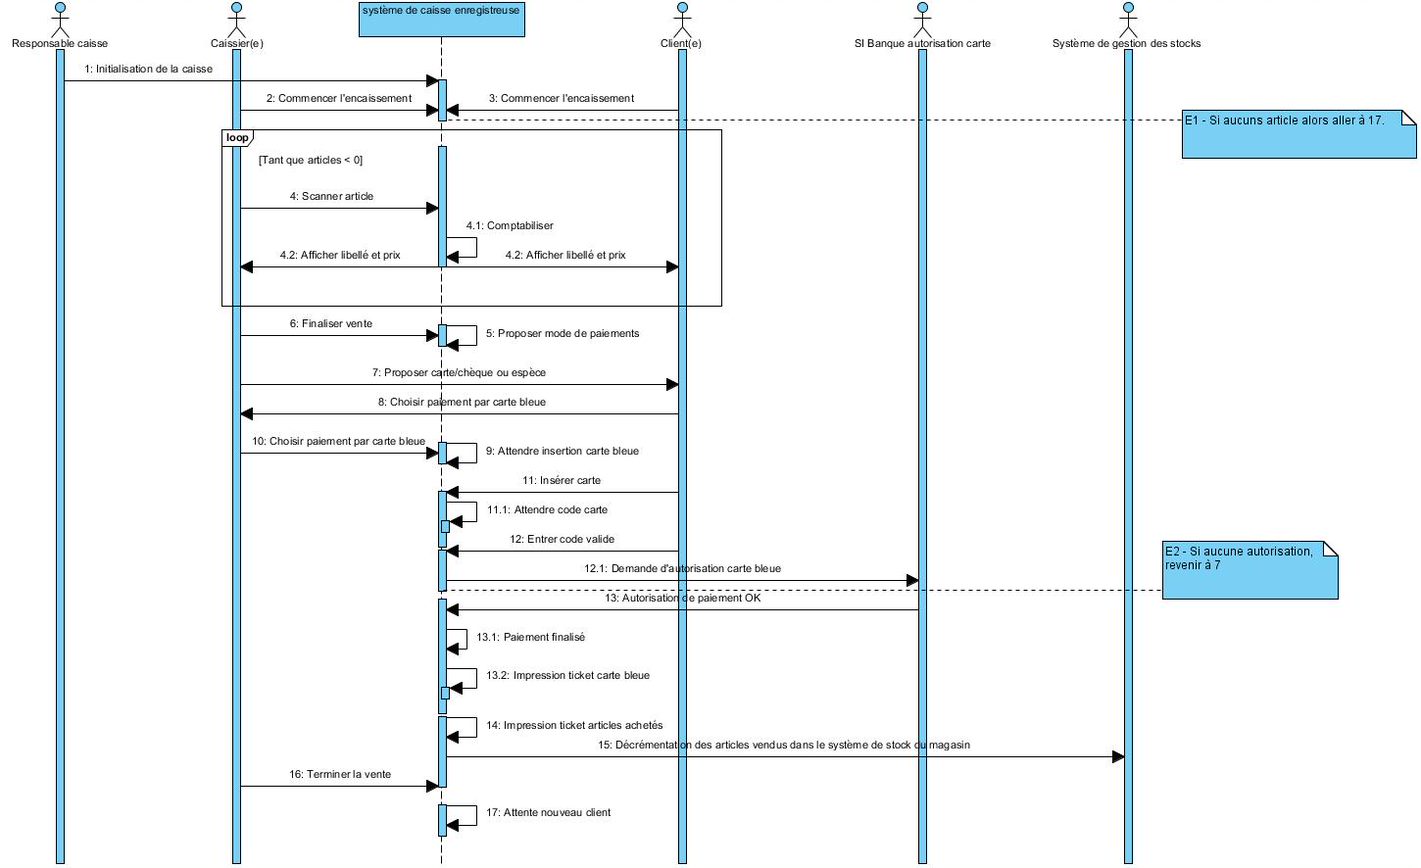 système de caisse enregistreuse
Responsable caisse
Caissier(e)
Client(e)
SI Banque autorisation carte
Système de gestion des stocks
1: Initialisation de la caisse
2: Commencer l'encaissement
3: Commencer l'encaissement
E1 - Si aucuns article alors aller à 17.
loop
[Tant que articles < 0]
4: Scanner article
4.1: Comptabiliser
4.2: Afficher libellé et prix
4.2: Afficher libellé et prix
6: Finaliser vente
5: Proposer mode de paiements
7: Proposer carte/chèque ou espèce
8: Choisir paiement par carte bleue
10: Choisir paiement par carte bleue
9: Attendre insertion carte bleue
11: Insérer carte
11.1: Attendre code carte
12: Entrer code valide
E2 - Si aucune autorisation,
revenir à 7
12.1: Demande d'autorisation carte bleue
13: Autorisation de paiement OK
13.1: Paiement finalisé
13.2: Impression ticket carte bleue
14: Impression ticket articles achetés
15: Décrémentation des articles vendus dans le système de stock du magasin
16: Terminer la vente
17: Attente nouveau client